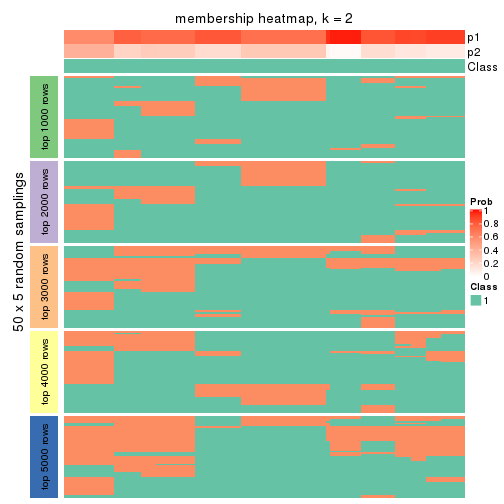 membership heatmap, k = 2
p1
p2
Class
50 x 5 random samplings
top 1000 rows
top 2000 rows
top 3000 rows
top 4000 rows
top 5000 rows
Prob
1
0.8
0.6
0.4
0.2
0
Class
1